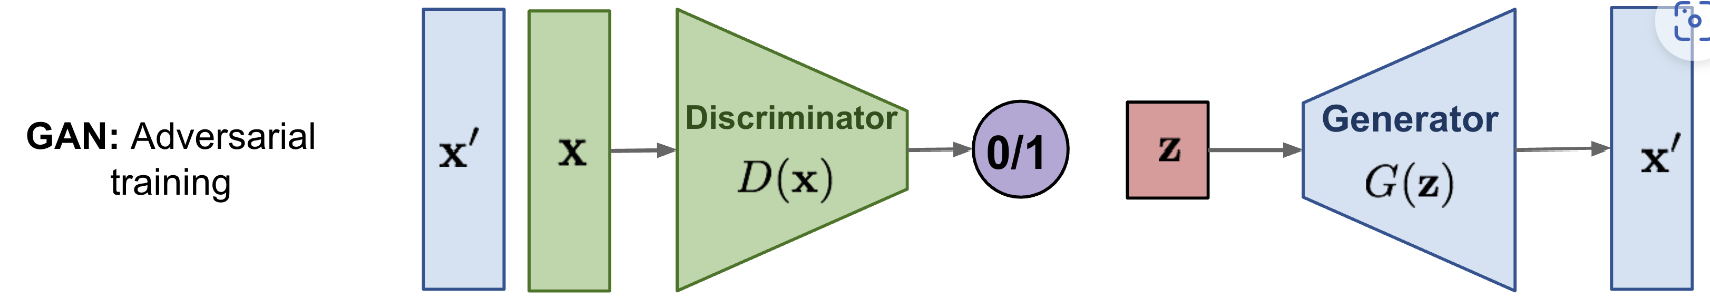 GAN: Adversarial
training
x′
x
Discriminator
D(x)
0/1
z
Generator
G(z)
x′